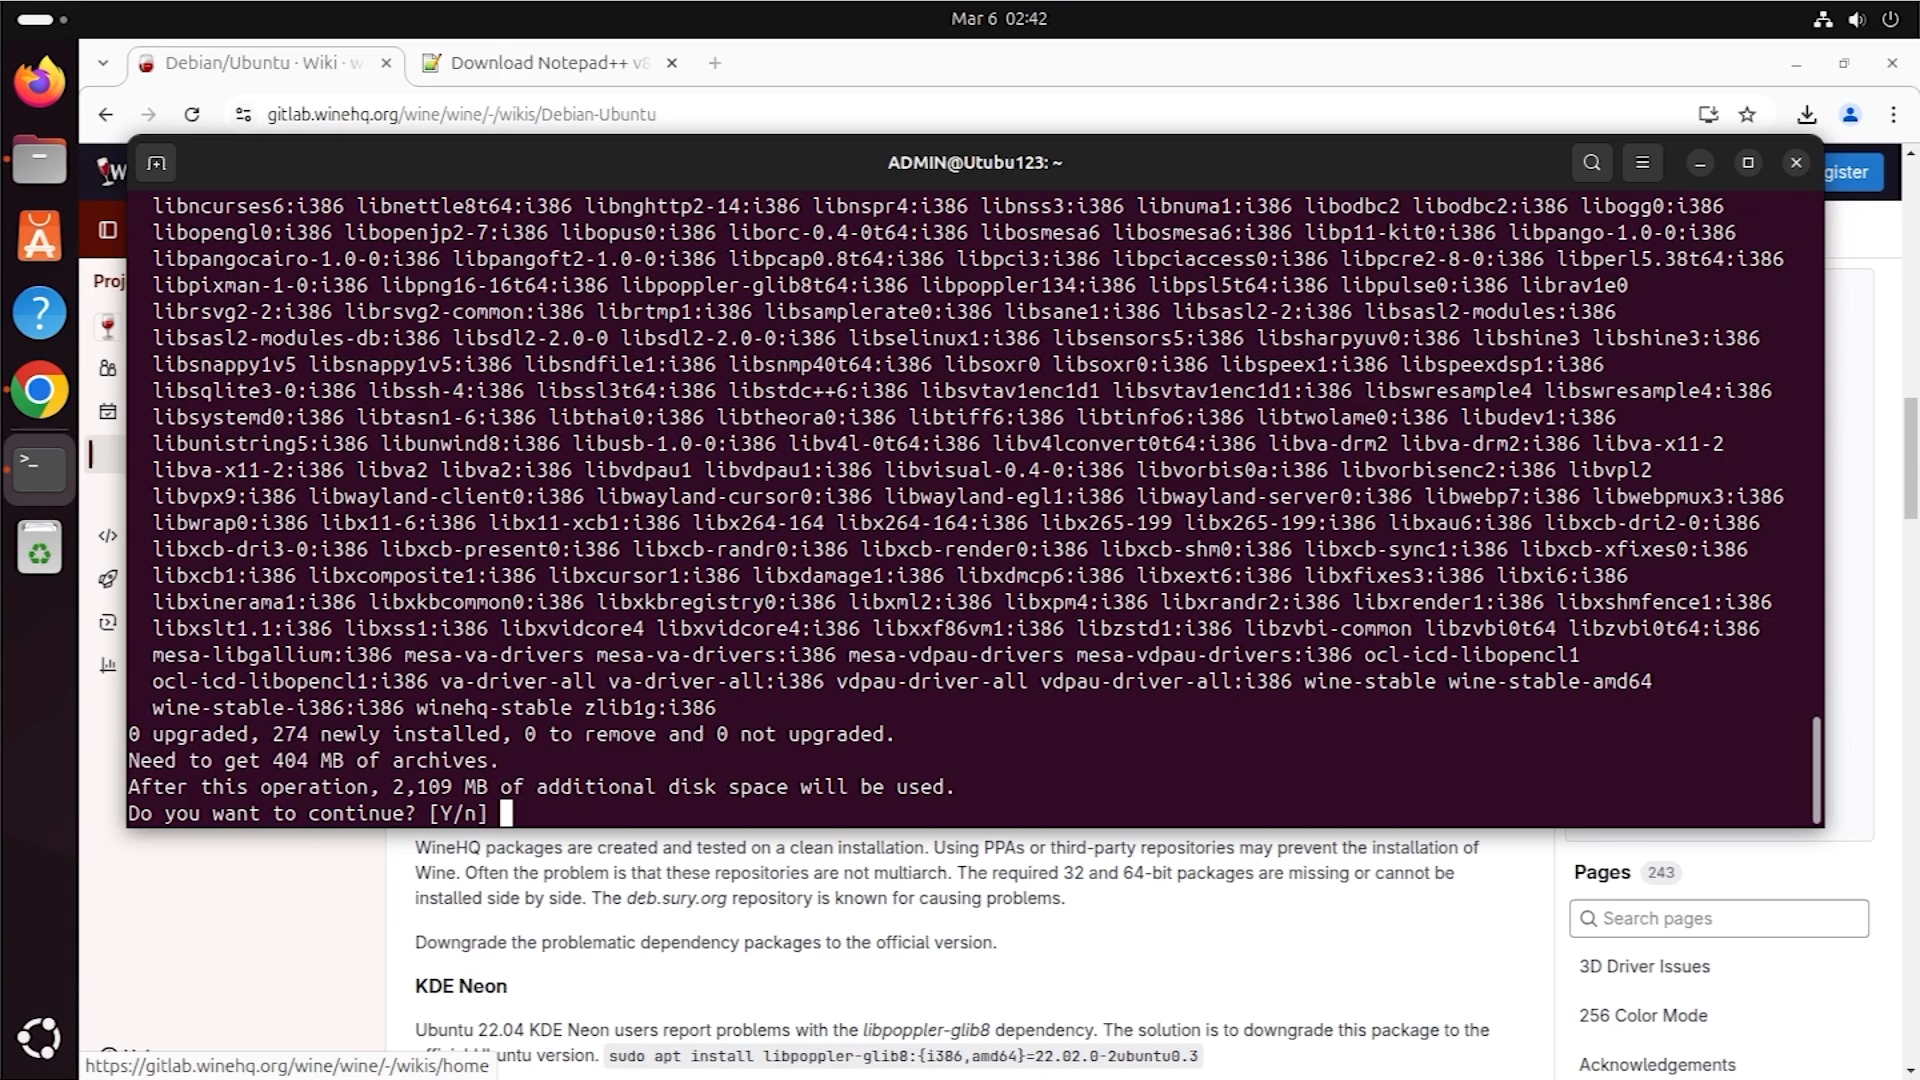 Mar 6 02:42
Debian/Ubuntu · Wiki · w
Download Notepad++ v8
gitlab.winehq.org/wine/wine/-/wikis/Debian-Ubuntu
W
ADMIN@Utubu123: ~
gister
Proj
libncurses6:i386 libnettle8t64:i386 libnghttp2-14:i386 libnspr4:i386 libnss3:i386 libnuma1:i386 libodbc2 libodbc2:i386 libogg0:i386
libopengl0:i386 libopenjp2-7:i386 libopus0:i386 liborc-0.4-0t64:i386 libosmesa6 libosmesa6:i386 libp11-kit0:i386 libpango-1.0-0:i386
libpangocairo-1.0-0:i386 libpangoft2-1.0-0:i386 libpcap0.8t64:i386 libpci3:i386 libpciaccess0:i386 libpcre2-8-0:i386 libperl5.38t64:i386
libpixman-1-0:i386 libpng16-16t64:i386 libpoppler-glib8t64:i386 libpoppler134:i386 libpsl5t64:i386 libpulse0:i386 librav1e0
librsvg2-2:i386 librsvg2-common:i386 librtmp1:i386 libsamplerate0:i386 libsane1:i386 libsasl2-2:i386 libsasl2-modules:i386
libsasl2-modules-db:i386 libsdl2-2.0-0 libsdl2-2.0-0:i386 libselinux1:i386 libsensors5:i386 libsharpyuv0:i386 libshine3 libshine3:i386
libsnappy1v5 libsnappy1v5:i386 libsndfile1:i386 libsnmp40t64:i386 libsoxr0 libsoxr0:i386 libspeex1:i386 libspeexdsp1:i386
libsqlite3-0:i386 libssh-4:i386 libssl3t64:i386 libstdc++6:i386 libsvtav1enc1d1 libsvtav1enc1d1:i386 libswresample4 libswresample4:i386
libsystemd0:i386 libtasn1-6:i386 libthai0:i386 libtheora0:i386 libtiff6:i386 libtinfo6:i386 libtwolame0:i386 libudev1:i386
libunistring5:i386 libunwind8:i386 libusb-1.0-0:i386 libv4l-0t64:i386 libv4lconvert0t64:i386 libva-drm2 libva-drm2:i386 libva-x11-2
libva-x11-2:i386 libva2 libva2:i386 libvdpau1 libvdpau1:i386 libvisual-0.4-0:i386 libvorbis0a:i386 libvorbisenc2:i386 libvpl2
libvpx9:i386 libwayland-client0:i386 libwayland-cursor0:i386 libwayland-egl1:i386 libwayland-server0:i386 libwebp7:i386 libwebpmux3:i386
libwrap0:i386 libx11-6:i386 libx11-xcb1:i386 libx264-164 libx264-164:i386 libx265-199 libx265-199:i386 libxau6:i386 libxcb-dri2-0:i386
libxcb-dri3-0:i386 libxcb-present0:i386 libxcb-randr0:i386 libxcb-render0:i386 libxcb-shm0:i386 libxcb-sync1:i386 libxcb-xfixes0:i386
libxcb1:i386 libxcomposite1:i386 libxcursor1:i386 libxdamage1:i386 libxdmcp6:i386 libxext6:i386 libxfixes3:i386 libxi6:i386
libxinerama1:i386 libxkbcommon0:i386 libxkbregistry0:i386 libxml2:i386 libxpm4:i386 libxrandr2:i386 libxrender1:i386 libxshmfence1:i386
libxslt1.1:i386 libxss1:i386 libxvidcore4 libxvidcore4:i386 libxxf86vm1:i386 libzstd1:i386 libzvbi-common libzvbi0t64 libzvbi0t64:i386
mesa-libgallium:i386 mesa-va-drivers mesa-va-drivers:i386 mesa-vdpau-drivers mesa-vdpau-drivers:i386 ocl-icd-libopencl1
ocl-icd-libopencl1:i386 va-driver-all va-driver-all:i386 vdpau-driver-all vdpau-driver-all:i386 wine-stable wine-stable-amd64
wine-stable-i386:i386 winehq-stable zlib1g:i386
0 upgraded, 274 newly installed, 0 to remove and 0 not upgraded.
Need to get 404 MB of archives.
After this operation, 2,109 MB of additional disk space will be used.
Do you want to continue? [Y/n]
WineHQ packages are created and tested on a clean installation. Using PPAs or third-party repositories may prevent the installation of
Wine. Often the problem is that these repositories are not multiarch. The required 32 and 64-bit packages are missing or cannot be
installed side by side. The deb.sury.org repository is known for causing problems.
Downgrade the problematic dependency packages to the official version.
KDE Neon
Ubuntu 22.04 KDE Neon users report problems with the libpoppler-glib8 dependency. The solution is to downgrade this package to the
untu version. sudo apt install libpoppler-glib8:{i386,amd64}=22.02.0-2ubuntu0.3
Pages 243
Search pages
3D Driver Issues
256 Color Mode
Acknowledgements
https://gitlab.winehq.org/wine/wine/-/wikis/home